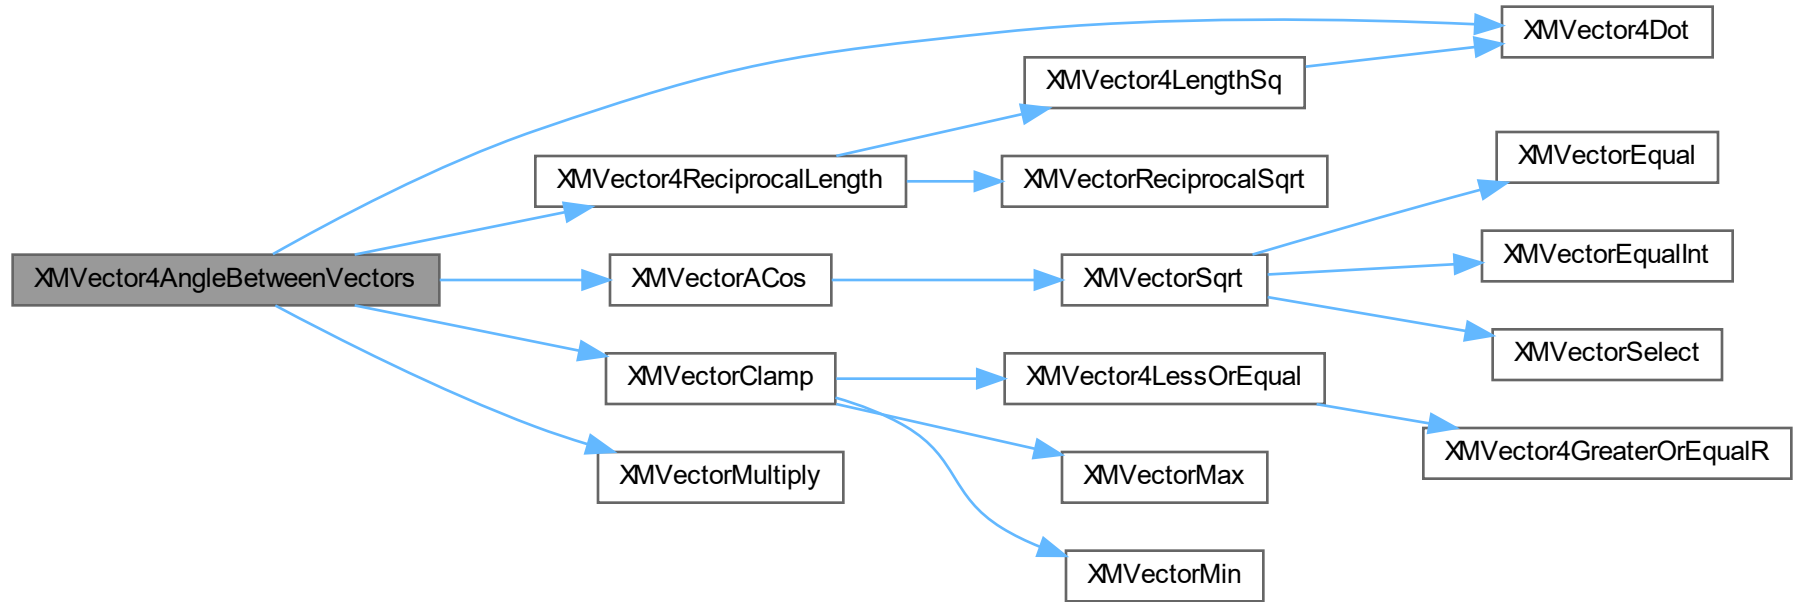 XMVector4Dot
XMVector4LengthSq
XMVectorEqual
XMVector4ReciprocalLength
XMVectorReciprocalSqrt
XMVectorEqualInt
XMVector4AngleBetweenVectors
XMVectorACos
XMVectorSqrt
XMVectorSelect
XMVectorClamp
XMVector4LessOrEqual
XMVector4GreaterOrEqualR
XMVectorMultiply
XMVectorMax
XMVectorMin